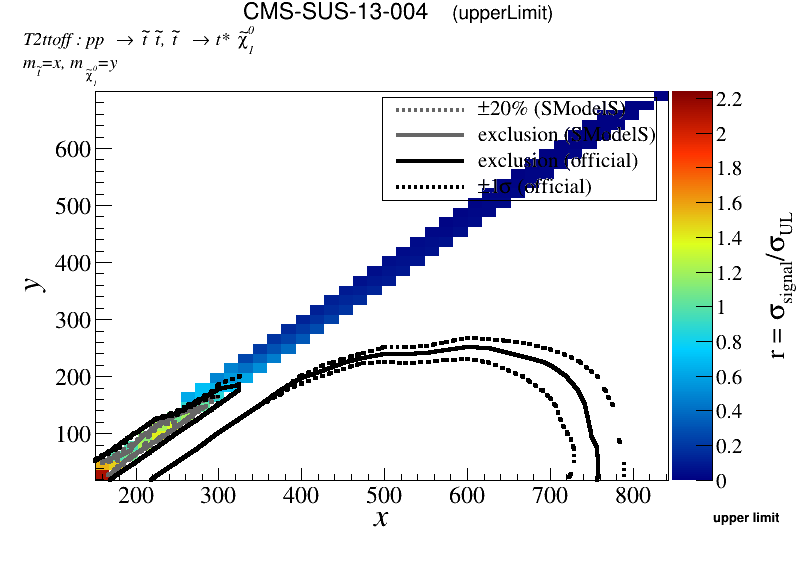 CMS-SUS-13-004 (upperLimit)
T2ttoff : pp → t̃ t̃, t̃ → t* χ̃⁰₁
m_t̃=x, m_χ̃⁰₁=y
±20% (SModelS)
exclusion (SModelS)
exclusion (official)
±1σ (official)
600
500
400
300
200
100
y
200 300 400 500 600 700 800
x
2.2
2
1.8
1.6
1.4
1.2
1
0.8
0.6
0.4
0.2
0
r = σ_signal/σ_UL
upper limit